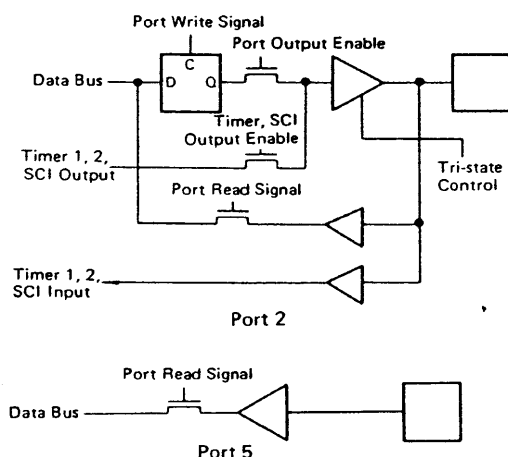 Port Write Signal
Port Output Enable
C
Data Bus
D
Q
Timer, SCI
Output Enable
Timer 1, 2,
SCI Output
Tri-state
Control
Port Read Signal
Timer 1, 2,
SCI Input
Port 2
Port Read Signal
Data Bus
Port 5